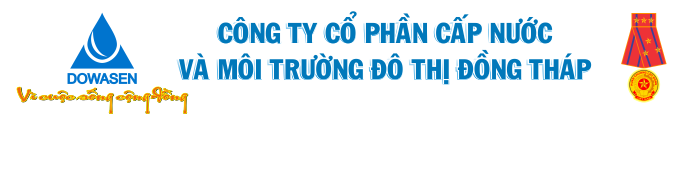 DOWASEN
Vì cuộc sống cộng đồng
CÔNG TY CỔ PHẦN CẤP NƯỚC
VÀ MÔI TRƯỜNG ĐÔ THỊ ĐỒNG THÁP